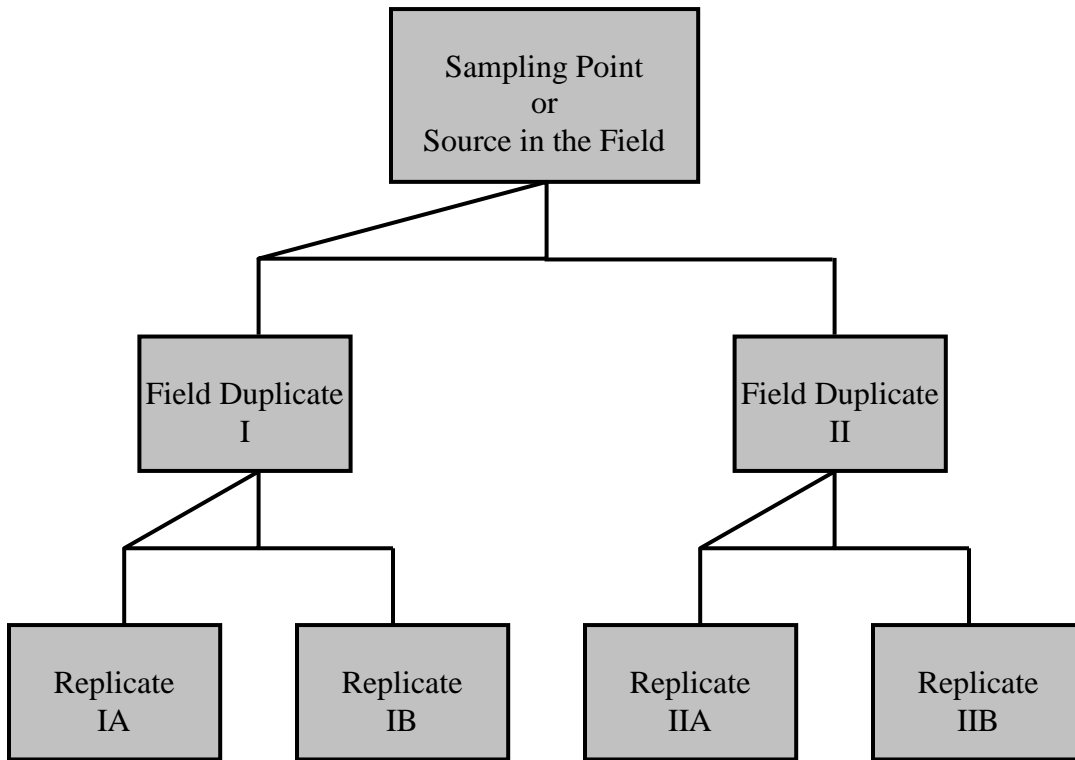 Sampling Point
or
Source in the Field
Field Duplicate
I
Field Duplicate
II
Replicate
IA
Replicate
IB
Replicate
IIA
Replicate
IIB